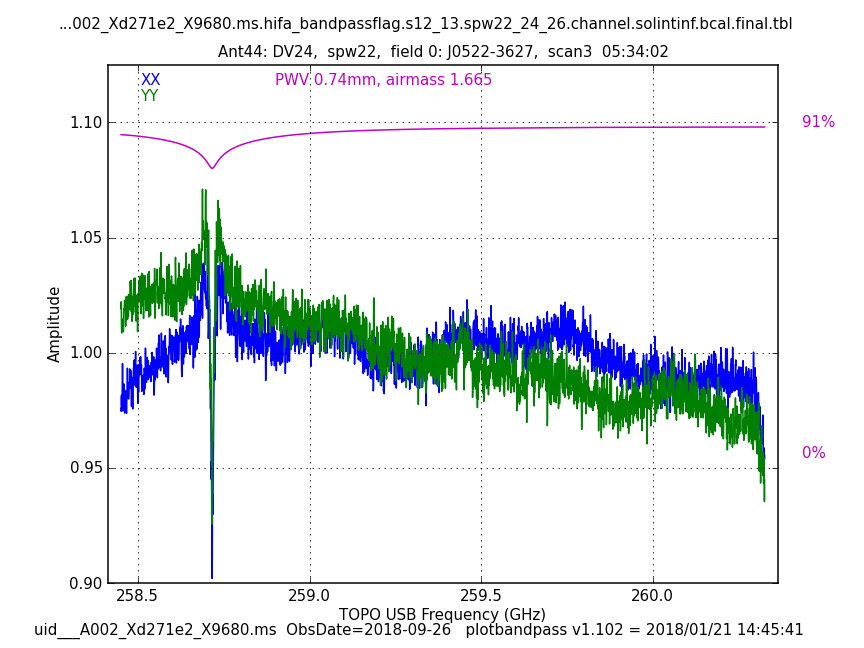 ...002_Xd271e2_X9680.ms.hifa_bandpassflag.s12_13.spw22_24_26.channel.solintinf.bcal.final.tbl
Ant44: DV24, spw22, field 0: J0522-3627, scan3 05:34:02
XX PWV 0.74mm, airmass 1.665
YY
1.10 91%
1.05
Amplitude
1.00
0.95 0%
0.90
258.5 259.0 259.5 260.0
TOPO USB Frequency (GHz)
uid___A002_Xd271e2_X9680.ms ObsDate=2018-09-26 plotbandpass v1.102 = 2018/01/21 14:45:41